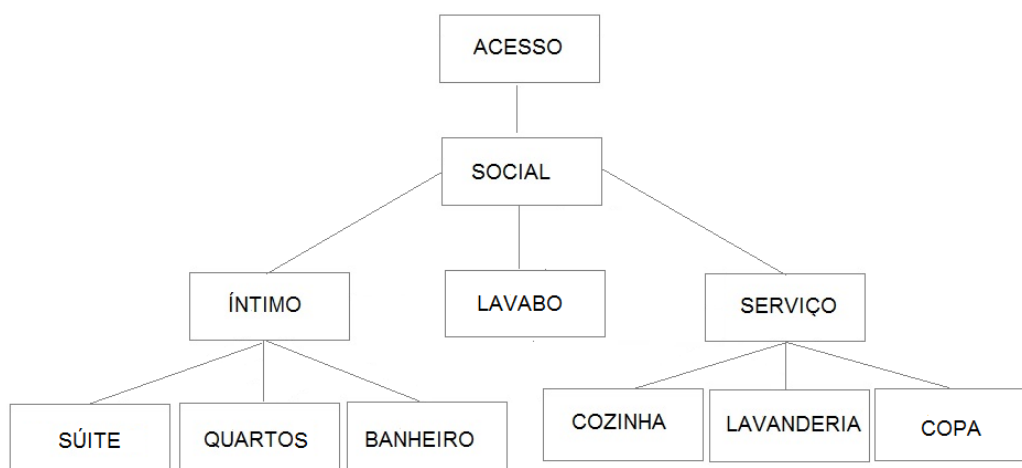 ACESSO
SOCIAL
ÍNTIMO
LAVABO
SERVIÇO
SÚITE
QUARTOS
BANHEIRO
COZINHA
LAVANDERIA
COPA